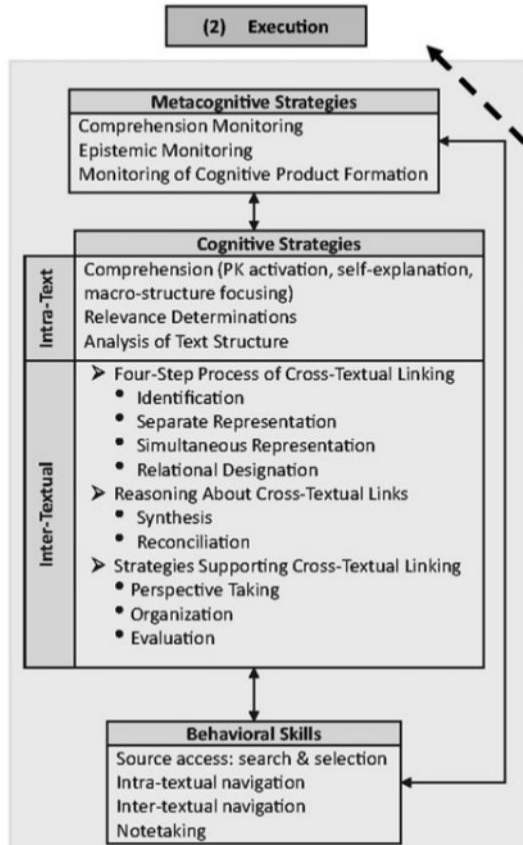 (2) Execution
Metacognitive Strategies
Comprehension Monitoring
Epistemic Monitoring
Monitoring of Cognitive Product Formation
Cognitive Strategies
Intra-Text
Comprehension (PK activation, self-explanation,
macro-structure focusing)
Relevance Determinations
Analysis of Text Structure
Inter-Textual
➢ Four-Step Process of Cross-Textual Linking
• Identification
• Separate Representation
• Simultaneous Representation
• Relational Designation
➢ Reasoning About Cross-Textual Links
• Synthesis
• Reconciliation
➢ Strategies Supporting Cross-Textual Linking
• Perspective Taking
• Organization
• Evaluation
Behavioral Skills
Source access: search & selection
Intra-textual navigation
Inter-textual navigation
Notetaking